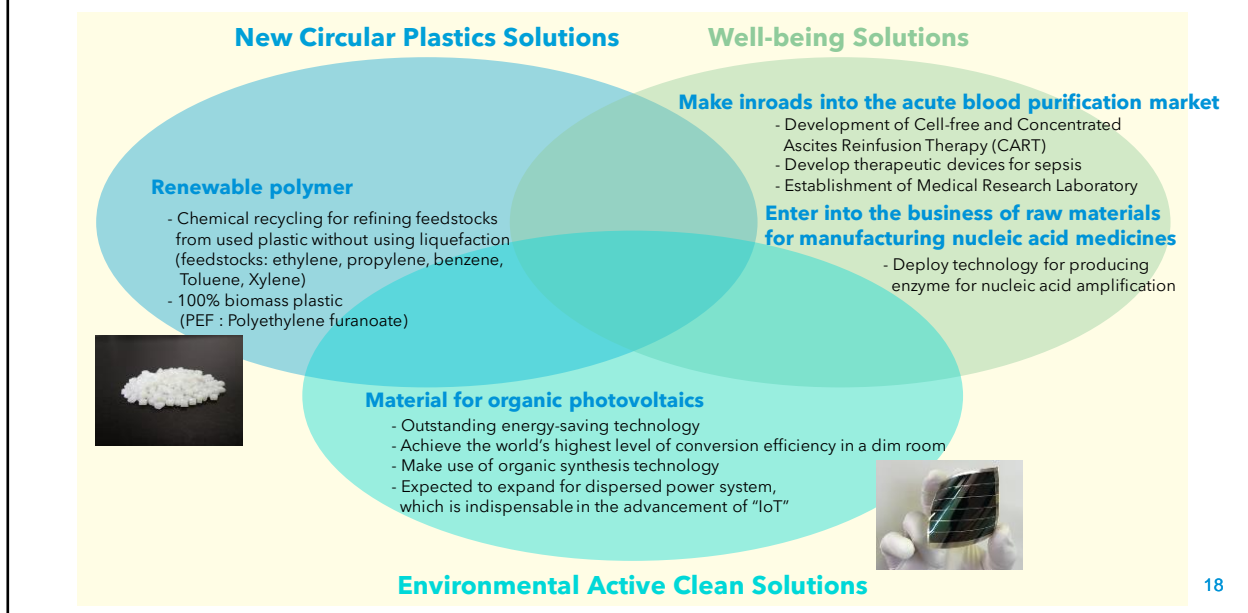 New Circular Plastics Solutions
Well-being Solutions
Make inroads into the acute blood purification market
- Development of Cell-free and Concentrated
Ascites Reinfusion Therapy (CART)
- Develop therapeutic devices for sepsis
- Establishment of Medical Research Laboratory
Enter into the business of raw materials
for manufacturing nucleic acid medicines
- Deploy technology for producing
enzyme for nucleic acid amplification
Renewable polymer
- Chemical recycling for refining feedstocks
from used plastic without using liquefaction
(feedstocks: ethylene, propylene, benzene,
Toluene, Xylene)
- 100% biomass plastic
(PEF : Polyethylene furanoate)
Material for organic photovoltaics
- Outstanding energy-saving technology
- Achieve the world's highest level of conversion efficiency in a dim room
- Make use of organic synthesis technology
- Expected to expand for dispersed power system,
which is indispensable in the advancement of "IoT"
Environmental Active Clean Solutions
18